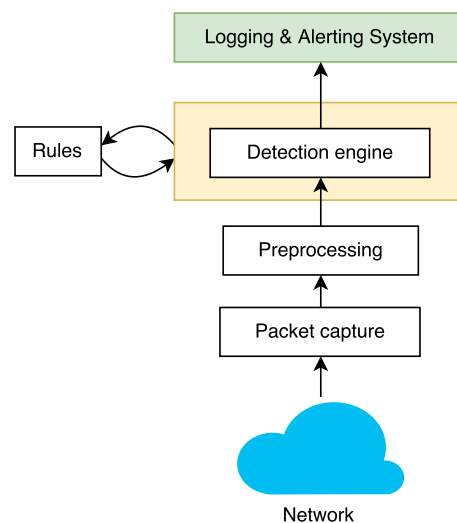 Logging & Alerting System
Rules
Detection engine
Preprocessing
Packet capture
Network